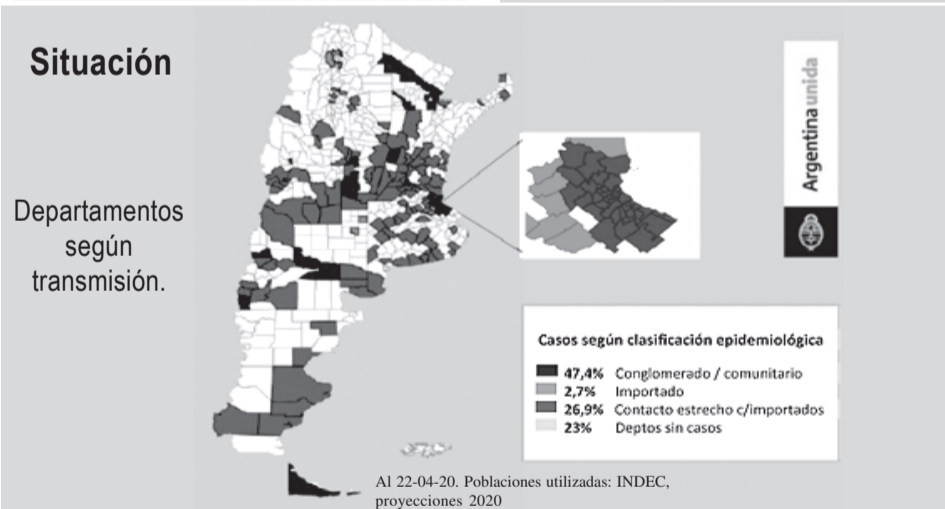 Situación
Departamentos
según
transmisión.
Argentina unida
Casos según clasificación epidemiológica
47,4% Conglomerado / comunitario
2,7% Importado
26,9% Contacto estrecho c/importados
23% Deptos sin casos
Al 22-04-20. Poblaciones utilizadas: INDEC,
proyecciones 2020